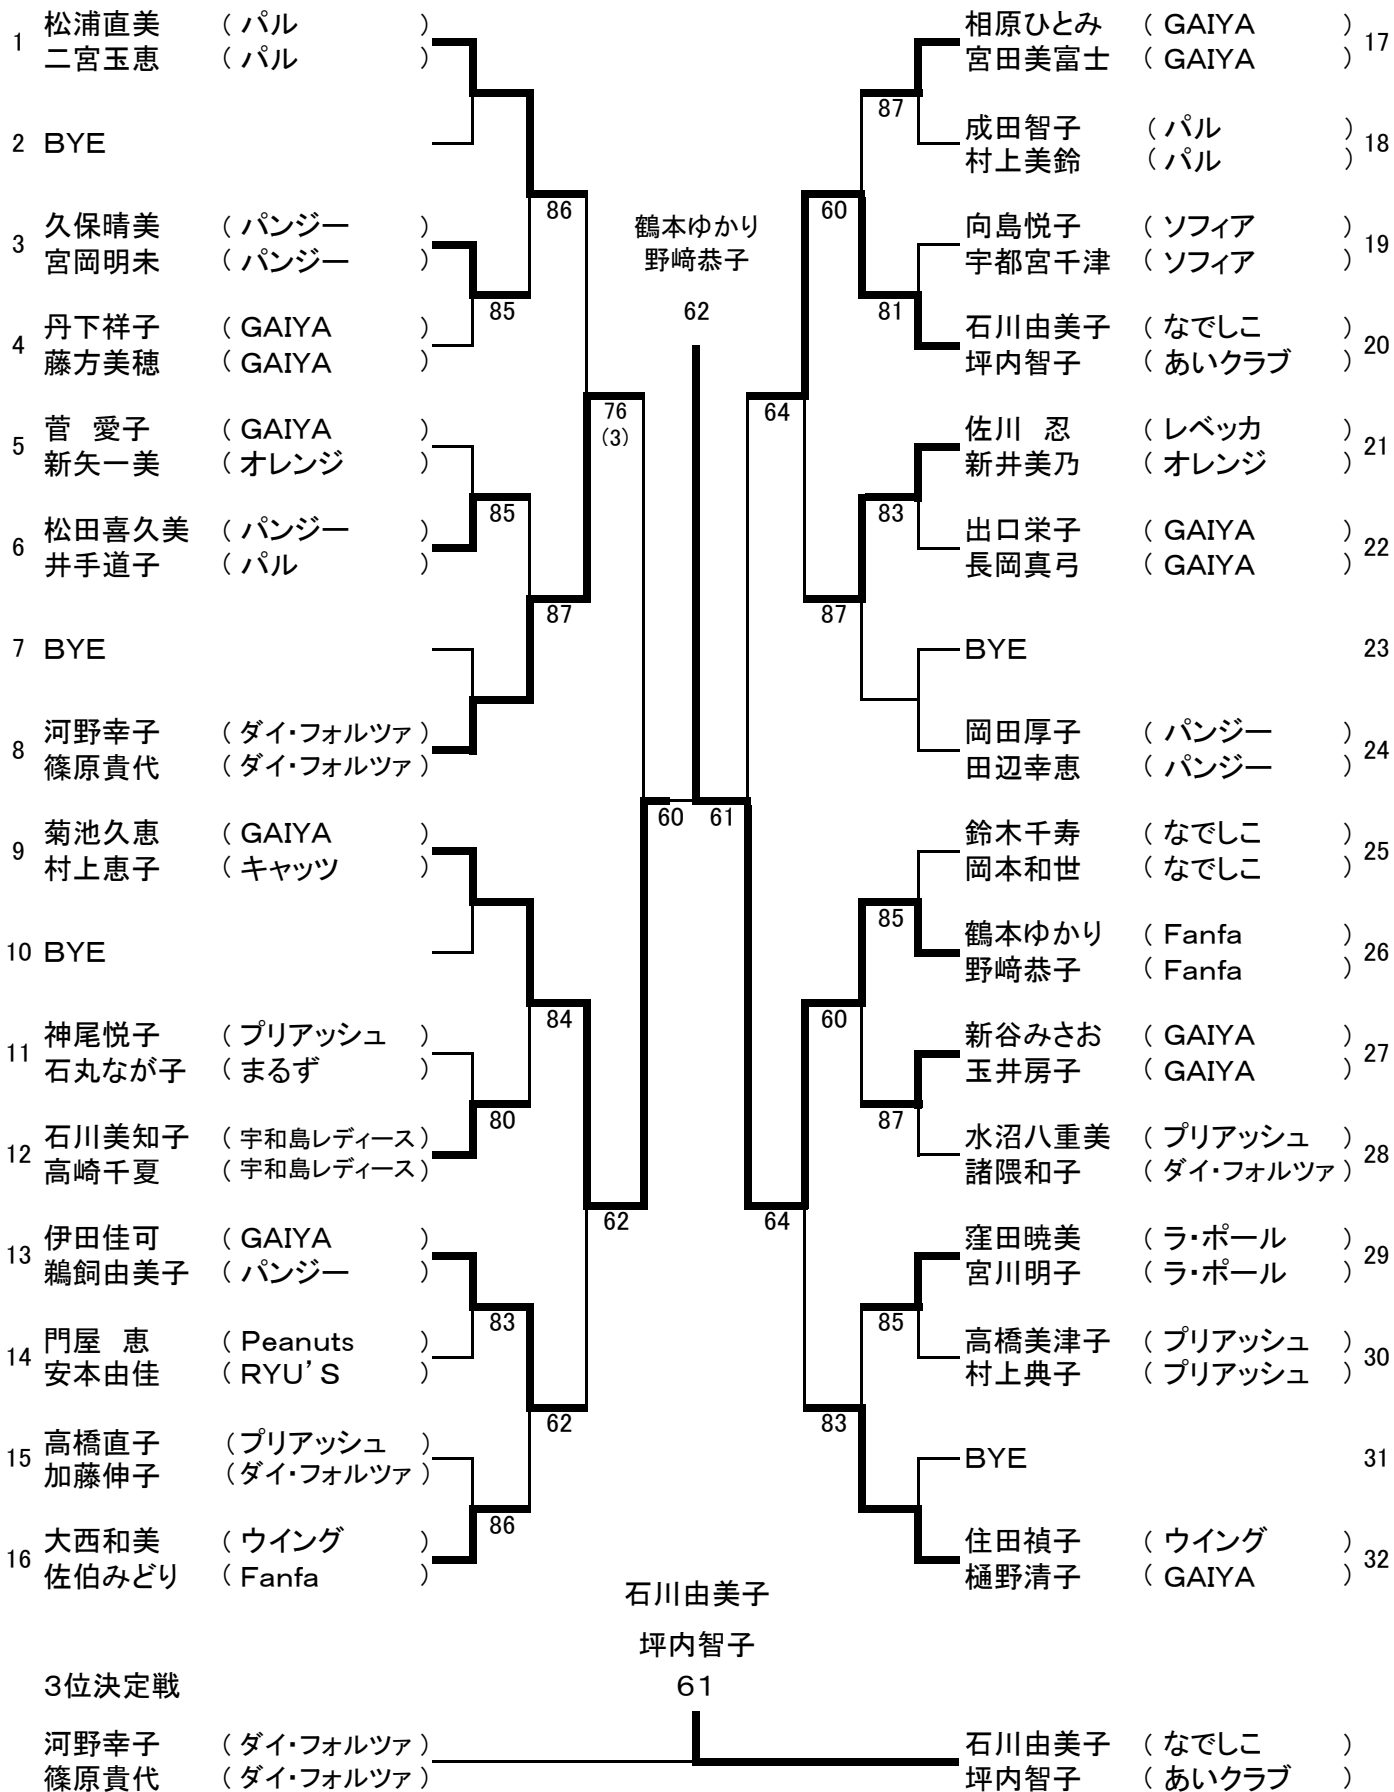 1 松浦直美 ( パル )
二宮玉恵 ( パル )
2 BYE
3 久保晴美 ( パンジー )
宮岡明未 ( パンジー )
4 丹下祥子 ( GAIYA )
藤方美穂 ( GAIYA )
5 菅 愛子 ( GAIYA )
新矢一美 ( オレンジ )
6 松田喜久美 ( パンジー )
井手道子 ( パル )
7 BYE
8 河野幸子 ( ダイ・フォルツァ )
篠原貴代 ( ダイ・フォルツァ )
9 菊池久恵 ( GAIYA )
村上恵子 ( キャッツ )
10 BYE
11 神尾悦子 ( プリアッシュ )
石丸なが子 ( まるず )
12 石川美知子 ( 宇和島レディース )
高崎千夏 ( 宇和島レディース )
13 伊田佳可 ( GAIYA )
鵜飼由美子 ( パンジー )
14 門屋 恵 ( Peanuts )
安本由佳 ( RYU'S )
15 高橋直子 ( プリアッシュ )
加藤伸子 ( ダイ・フォルツァ )
16 大西和美 ( ウイング )
佐伯みどり ( Fanfa )
86
85
85
87
76
(3)
84
80
62
83
62
86
鶴本ゆかり
野﨑恭子
62
60 61
87
60
81
64
83
87
85
60
87
64
85
83
相原ひとみ ( GAIYA ) 17
宮田美富士 ( GAIYA )
成田智子 ( パル ) 18
村上美鈴 ( パル )
向島悦子 ( ソフィア ) 19
宇都宮千津 ( ソフィア )
石川由美子 ( なでしこ ) 20
坪内智子 ( あいクラブ )
佐川 忍 ( レベッカ ) 21
新井美乃 ( オレンジ )
出口栄子 ( GAIYA ) 22
長岡真弓 ( GAIYA )
BYE 23
岡田厚子 ( パンジー ) 24
田辺幸恵 ( パンジー )
鈴木千寿 ( なでしこ ) 25
岡本和世 ( なでしこ )
鶴本ゆかり ( Fanfa ) 26
野﨑恭子 ( Fanfa )
新谷みさお ( GAIYA ) 27
玉井房子 ( GAIYA )
水沼八重美 ( プリアッシュ ) 28
諸隈和子 ( ダイ・フォルツァ )
窪田暁美 ( ラ・ポール ) 29
宮川明子 ( ラ・ポール )
高橋美津子 ( プリアッシュ ) 30
村上典子 ( プリアッシュ )
BYE 31
住田禎子 ( ウイング ) 32
樋野清子 ( GAIYA )
石川由美子
坪内智子
3位決定戦
61
河野幸子 ( ダイ・フォルツァ )
篠原貴代 ( ダイ・フォルツァ )
石川由美子 ( なでしこ )
坪内智子 ( あいクラブ )